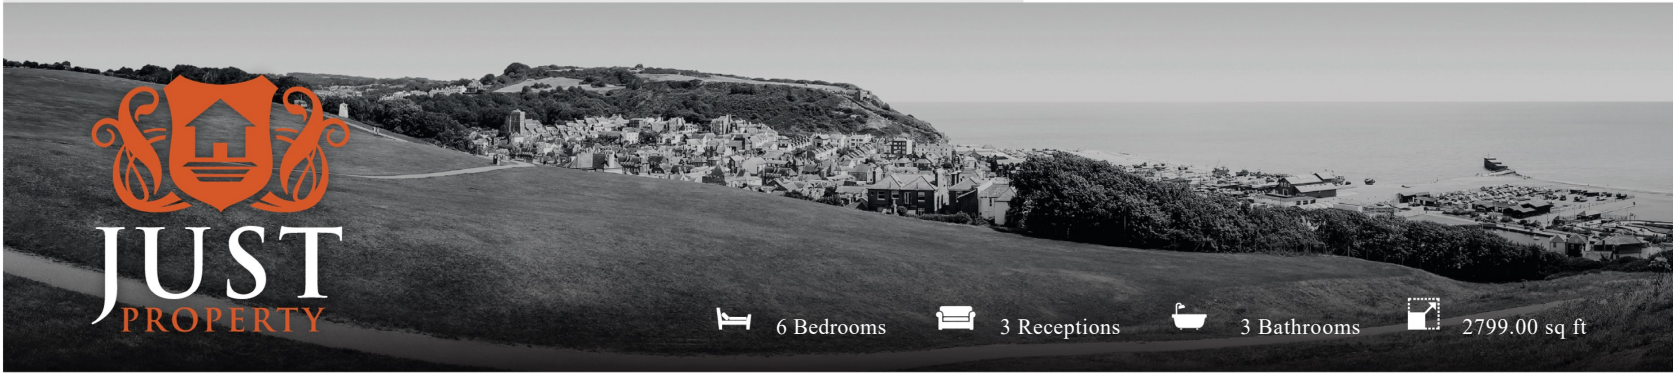 JUST
PROPERTY
6 Bedrooms
3 Receptions
3 Bathrooms
2799.00 sq ft